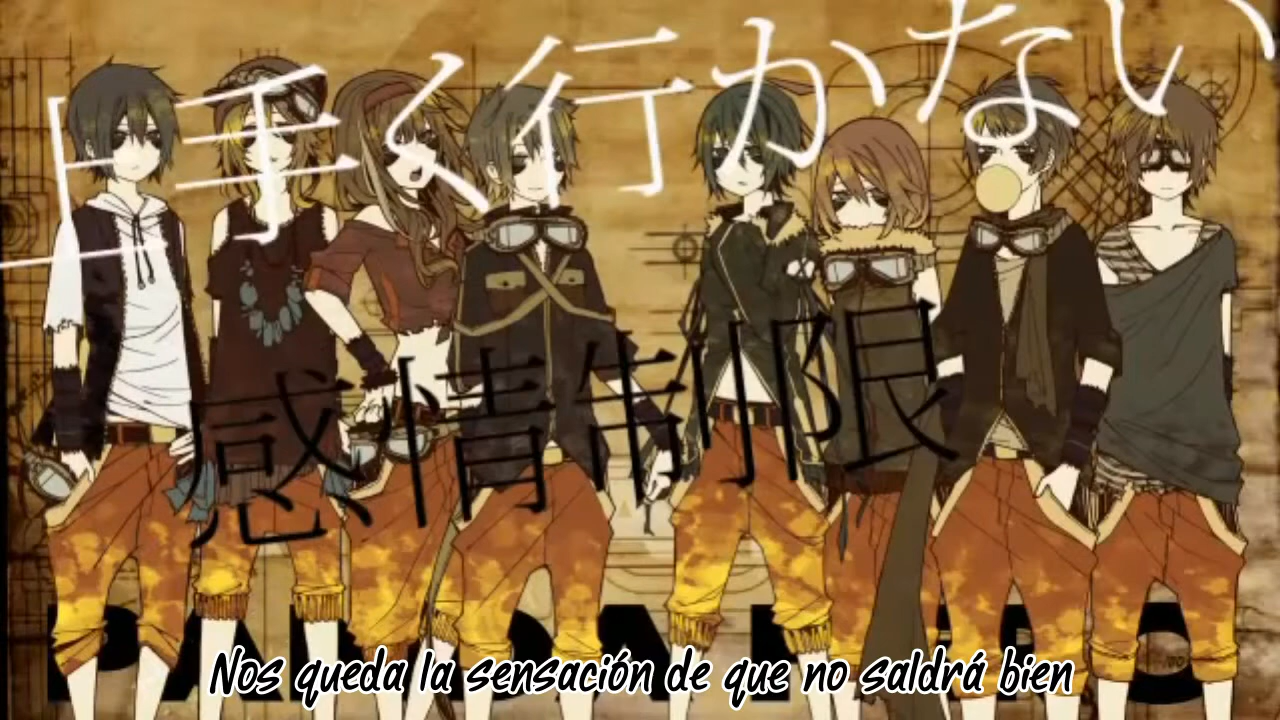 上手く行かない
感情制限
Nos queda la sensación de que no saldrá bien